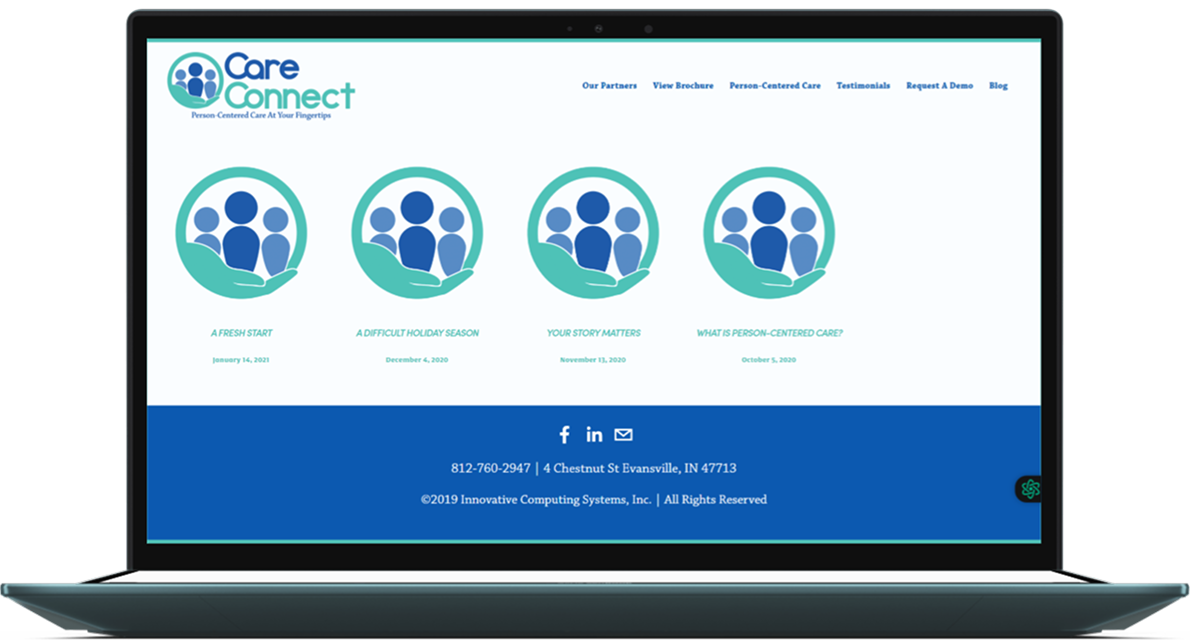 Care
Connect
Person-Centered Care At Your Fingertips
Our Partners View Brochure Person-Centered Care Testimonials Request A Demo Blog
A FRESH START A DIFFICULT HOLIDAY SEASON YOUR STORY MATTERS WHAT IS PERSON-CENTERED CARE?
January 14, 2021 December 4, 2020 November 13, 2020 October 5, 2020
812-760-2947 | 4 Chestnut St Evansville, IN 47713
©2019 Innovative Computing Systems, Inc. | All Rights Reserved